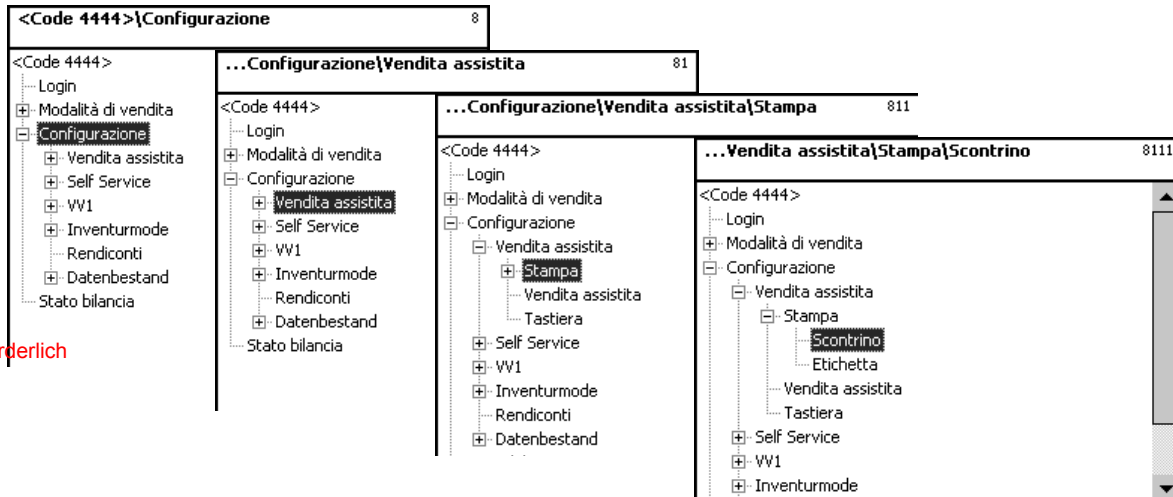 <Code 4444>\Configurazione 8
<Code 4444>
Login
Modalità di vendita
Configurazione
Vendita assistita
Self Service
VV1
Inventurmode
Rendiconti
Datenbestand
Stato bilancia
rderlich
...Configurazione\Vendita assistita 81
<Code 4444>
Login
Modalità di vendita
Configurazione
Vendita assistita
Self Service
VV1
Inventurmode
Rendiconti
Datenbestand
Stato bilancia
...Configurazione\Vendita assistita\Stampa 811
<Code 4444>
Login
Modalità di vendita
Configurazione
Vendita assistita
Stampa
Vendita assistita
Tastiera
Self Service
VV1
Inventurmode
Rendiconti
Datenbestand
...Vendita assistita\Stampa\Scontrino 8111
<Code 4444>
Login
Modalità di vendita
Configurazione
Vendita assistita
Stampa
Scontrino
Etichetta
Vendita assistita
Tastiera
Self Service
VV1
Inventurmode